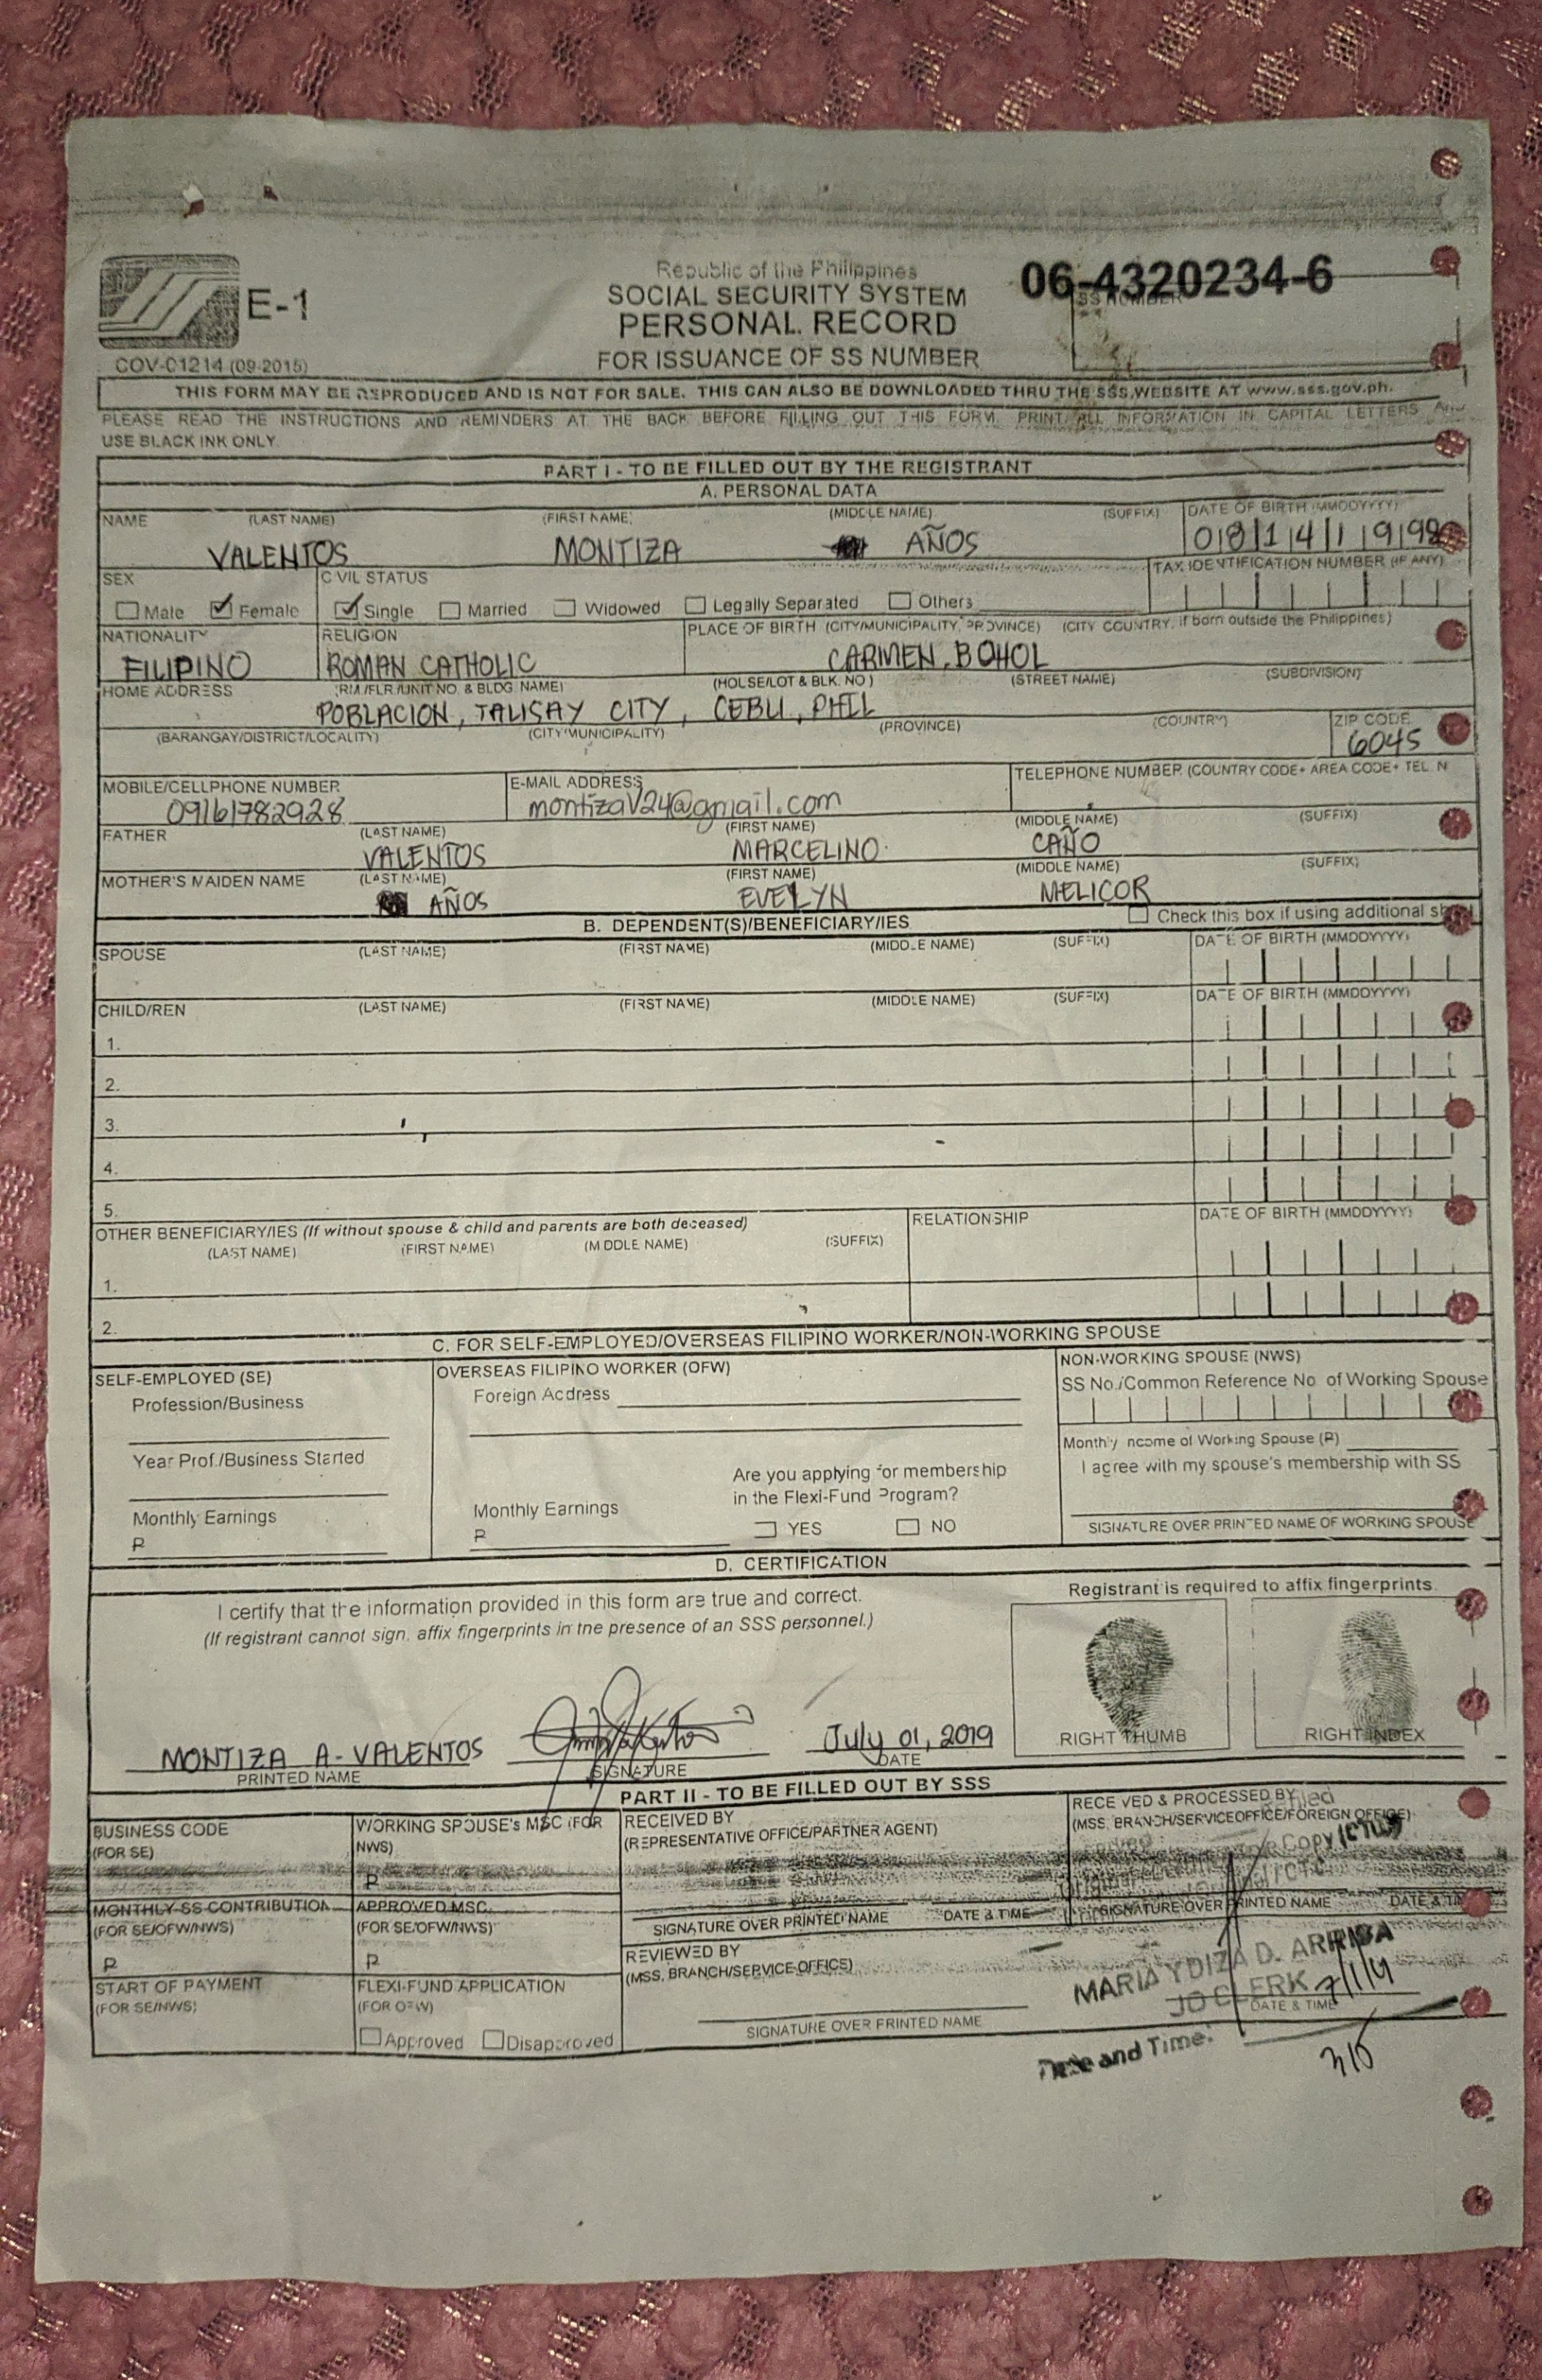 E-1
COV-01214 (09-2015)
Republic of the Philippines
SOCIAL SECURITY SYSTEM
PERSONAL RECORD
FOR ISSUANCE OF SS NUMBER
06-4320234-6
SS NUMBER
THIS FORM MAY BE REPRODUCED AND IS NOT FOR SALE. THIS CAN ALSO BE DOWNLOADED THRU THE SSS WEBSITE AT www.sss.gov.ph.
PLEASE READ THE INSTRUCTIONS AND REMINDERS AT THE BACK BEFORE FILLING OUT THIS FORM. PRINT ALL INFORMATION IN CAPITAL LETTERS AND
USE BLACK INK ONLY
PART I - TO BE FILLED OUT BY THE REGISTRANT
A. PERSONAL DATA
NAME (LAST NAME) (FIRST NAME) (MIDDLE NAME) (SUFFIX) DATE OF BIRTH (MMDDYYYY)
VALENTOS MONTIZA AÑOS 08141998
SEX CIVIL STATUS TAX IDENTIFICATION NUMBER (IF ANY)
Male Female Single Married Widowed Legally Separated Others
NATIONALITY RELIGION PLACE OF BIRTH (CITY/MUNICIPALITY, PROVINCE) (CITY COUNTRY, if born outside the Philippines)
FILIPINO ROMAN CATHOLIC CARMEN, BOHOL
HOME ADDRESS (RM/FLR/UNIT NO. & BLDG. NAME) (HOUSE/LOT & BLK. NO.) (STREET NAME) (SUBDIVISION)
POBLACION, TALISAY CITY, CEBU, PHIL
(BARANGAY/DISTRICT/LOCALITY) (CITY/MUNICIPALITY) (PROVINCE) (COUNTRY) ZIP CODE
6045
MOBILE/CELLPHONE NUMBER E-MAIL ADDRESS TELEPHONE NUMBER (COUNTRY CODE+ AREA CODE+ TEL. N
09161782928 montizaV24@gmail.com
FATHER (LAST NAME) (FIRST NAME) (MIDDLE NAME) (SUFFIX)
VALENTOS MARCELINO CAÑO
MOTHER'S MAIDEN NAME (LAST NAME) (FIRST NAME) (MIDDLE NAME) (SUFFIX)
AÑOS EVELYN MELICOR
B. DEPENDENT(S)/BENEFICIARY/IES Check this box if using additional
SPOUSE (LAST NAME) (FIRST NAME) (MIDDLE NAME) (SUFFIX) DATE OF BIRTH (MMDDYYYY)
CHILD/REN (LAST NAME) (FIRST NAME) (MIDDLE NAME) (SUFFIX) DATE OF BIRTH (MMDDYYYY)
1.
2.
3.
4.
5.
OTHER BENEFICIARY/IES (If without spouse & child and parents are both deceased) RELATIONSHIP DATE OF BIRTH (MMDDYYYY)
(LAST NAME) (FIRST NAME) (MIDDLE NAME) (SUFFIX)
1.
2.
C. FOR SELF-EMPLOYED/OVERSEAS FILIPINO WORKER/NON-WORKING SPOUSE
SELF-EMPLOYED (SE) OVERSEAS FILIPINO WORKER (OFW) NON-WORKING SPOUSE (NWS)
Profession/Business Foreign Address SS No./Common Reference No. of Working Spouse
Year Prof./Business Started Monthly Income of Working Spouse (₱)
Are you applying for membership I agree with my spouse's membership with SS
in the Flexi-Fund Program?
Monthly Earnings Monthly Earnings
₱ ₱ YES NO SIGNATURE OVER PRINTED NAME OF WORKING SPOUSE
D. CERTIFICATION
I certify that the information provided in this form are true and correct.
(If registrant cannot sign, affix fingerprints in the presence of an SSS personnel.)
Registrant is required to affix fingerprints.
MONTIZA A. VALENTOS July 01, 2019
PRINTED NAME SIGNATURE DATE RIGHT THUMB RIGHT INDEX
PART II - TO BE FILLED OUT BY SSS
BUSINESS CODE
(FOR SE)
WORKING SPOUSE's MSC (FOR
NWS)
₱
RECEIVED BY
(REPRESENTATIVE OFFICE/PARTNER AGENT)
RECEIVED & PROCESSED BY
(MSS, BRANCH/SERVICE OFFICE/FOREIGN OFFICE)
SIGNATURE OVER PRINTED NAME DATE & TIME SIGNATURE OVER PRINTED NAME
MONTHLY SS CONTRIBUTION
(FOR SE/OFW/NWS)
₱
APPROVED MSC
(FOR SE/OFW/NWS)
₱
REVIEWED BY
(MSS, BRANCH/SERVICE OFFICE)
MARIA YDIZA D. ARRIBA
JO CLERK
START OF PAYMENT
(FOR SE/NWS)
FLEXI-FUND APPLICATION
(FOR OFW)
Approved Disapproved
SIGNATURE OVER PRINTED NAME DATE & TIME
Date and Time: